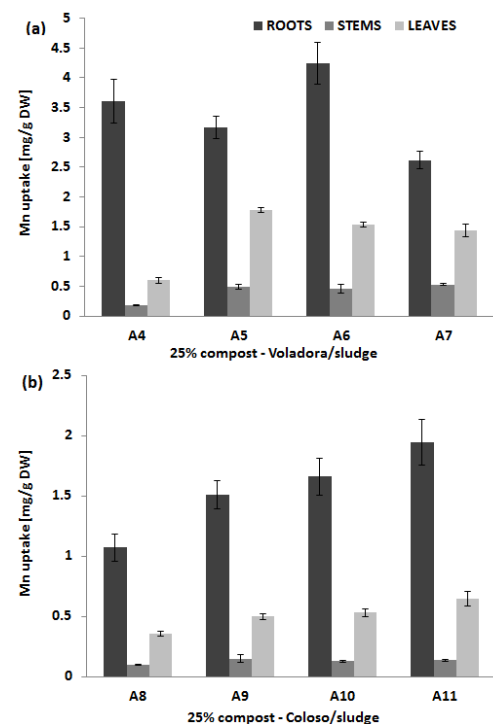 (a)
ROOTS STEMS LEAVES
Mn uptake [mg/g DW]
5
4.5
4
3.5
3
2.5
2
1.5
1
0.5
0
A4 A5 A6 A7
25% compost - Voladora/sludge
(b)
Mn uptake [mg/g DW]
2.5
2
1.5
1
0.5
0
A8 A9 A10 A11
25% compost - Coloso/sludge